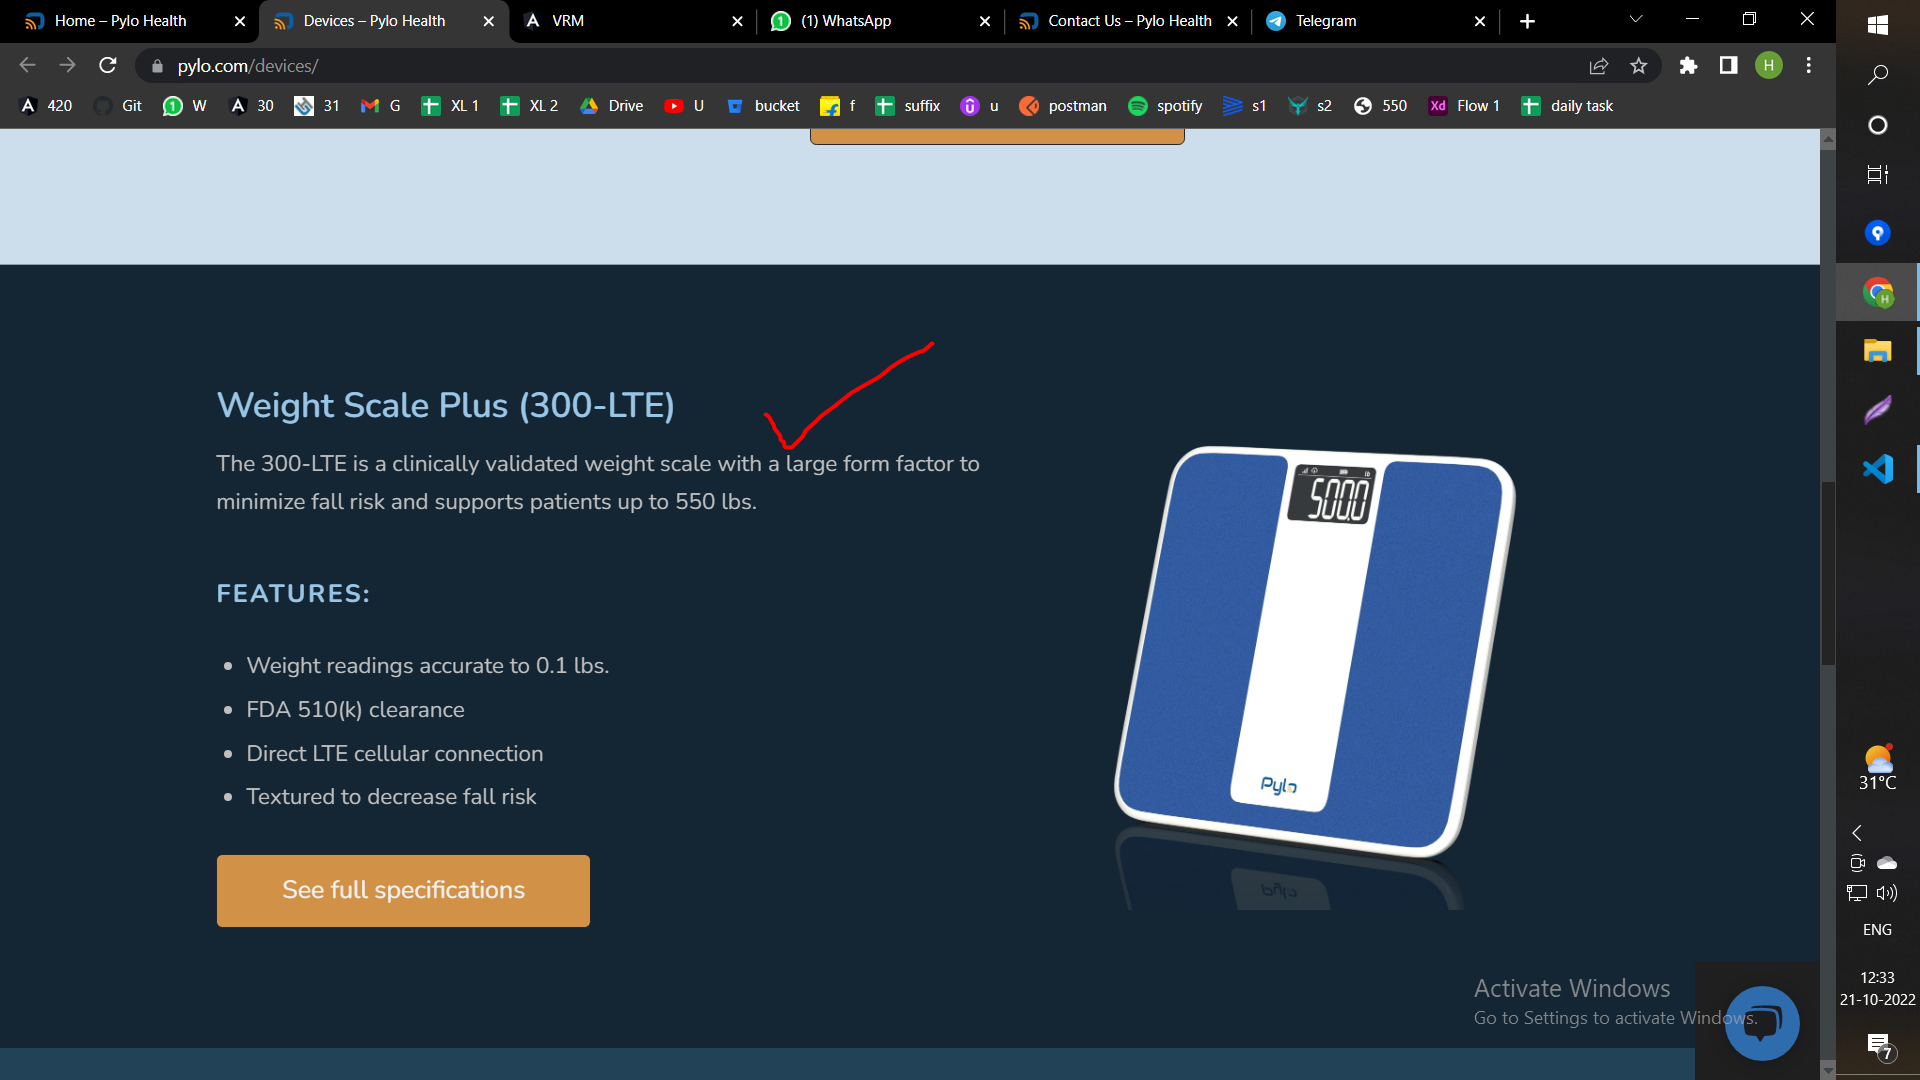 Home – Pylo Health
Devices – Pylo Health
VRM
(1) WhatsApp
Contact Us – Pylo Health
Telegram
pylo.com/devices/
H
420
Git
W
30
31
G
XL 1
XL 2
Drive
U
bucket
f
suffix
u
postman
spotify
s1
s2
550
Xd
Flow 1
daily task
Weight Scale Plus (300-LTE)
The 300-LTE is a clinically validated weight scale with a large form factor to
minimize fall risk and supports patients up to 550 lbs.
FEATURES:
Weight readings accurate to 0.1 lbs.
FDA 510(k) clearance
Direct LTE cellular connection
Textured to decrease fall risk
See full specifications
500.0
lb
Pylo
Activate Windows
Go to Settings to activate Windows.
H
31°C
ENG
12:33
21-10-2022
7